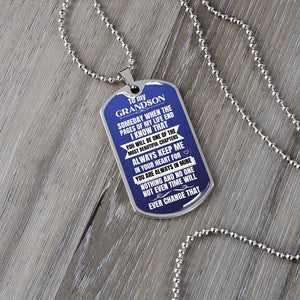 To my
GRANDSON
SOMEDAY WHEN THE
PAGES OF MY LIFE END
I KNOW THAT
YOU WILL BE ONE OF THE
MOST BEAUTIFUL CHAPTERS
ALWAYS KEEP ME
IN YOUR HEART FOR
YOU ARE ALWAYS IN MINE
NOTHING AND NO ONE
NOT EVEN TIME WILL
EVER CHANGE THAT